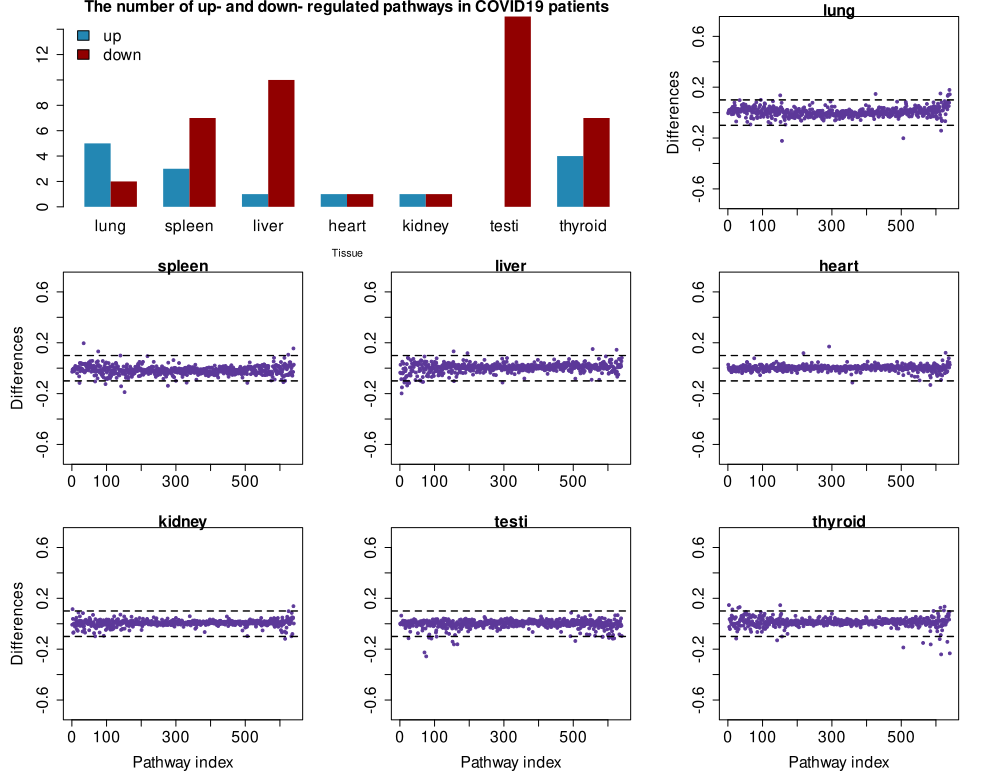 The number of up- and down- regulated pathways in COVID19 patients
up
down
0 2 4 6 8 12
lung spleen liver heart kidney testi thyroid
Tissue
lung
Differences
-0.6 -0.2 0.2 0.6
0 100 300 500
spleen
Differences
-0.6 -0.2 0.2 0.6
0 100 300 500
liver
-0.6 -0.2 0.2 0.6
0 100 300 500
heart
-0.6 -0.2 0.2 0.6
0 100 300 500
kidney
Differences
-0.6 -0.2 0.2 0.6
0 100 300 500
Pathway index
testi
-0.6 -0.2 0.2 0.6
0 100 300 500
Pathway index
thyroid
-0.6 -0.2 0.2 0.6
0 100 300 500
Pathway index